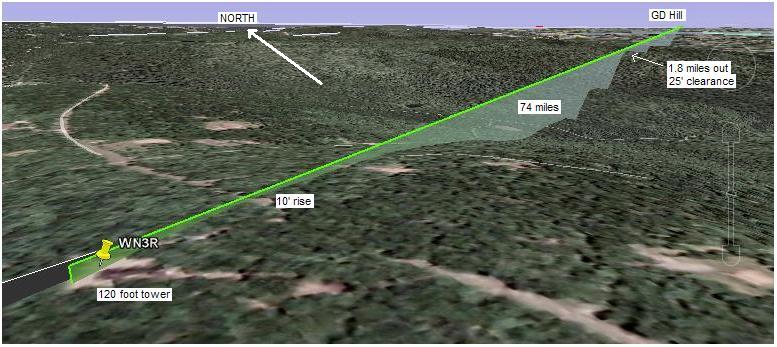 NORTH
GD Hill
1.8 miles out
25' clearance
74 miles
10' rise
WN3R
120 foot tower